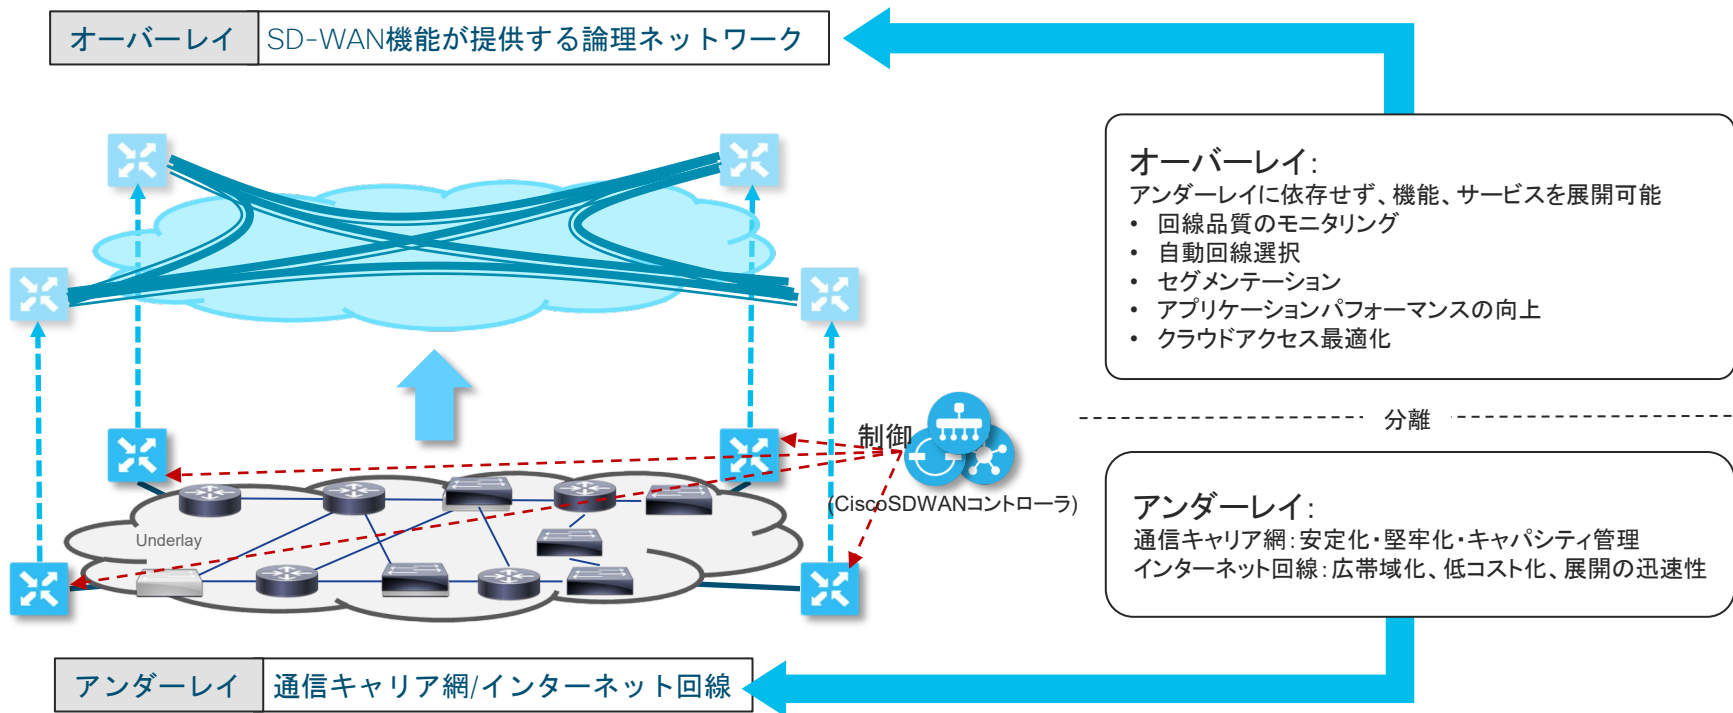 オーバーレイ SD-WAN機能が提供する論理ネットワーク
オーバーレイ：
アンダーレイに依存せず、機能、サービスを展開可能
• 回線品質のモニタリング
• 自動回線選択
• セグメンテーション
• アプリケーションパフォーマンスの向上
• クラウドアクセス最適化
分離
制御
(CiscoSDWANコントローラ)
Underlay
アンダーレイ：
通信キャリア網：安定化・堅牢化・キャパシティ管理
インターネット回線：広帯域化、低コスト化、展開の迅速性
アンダーレイ 通信キャリア網/インターネット回線